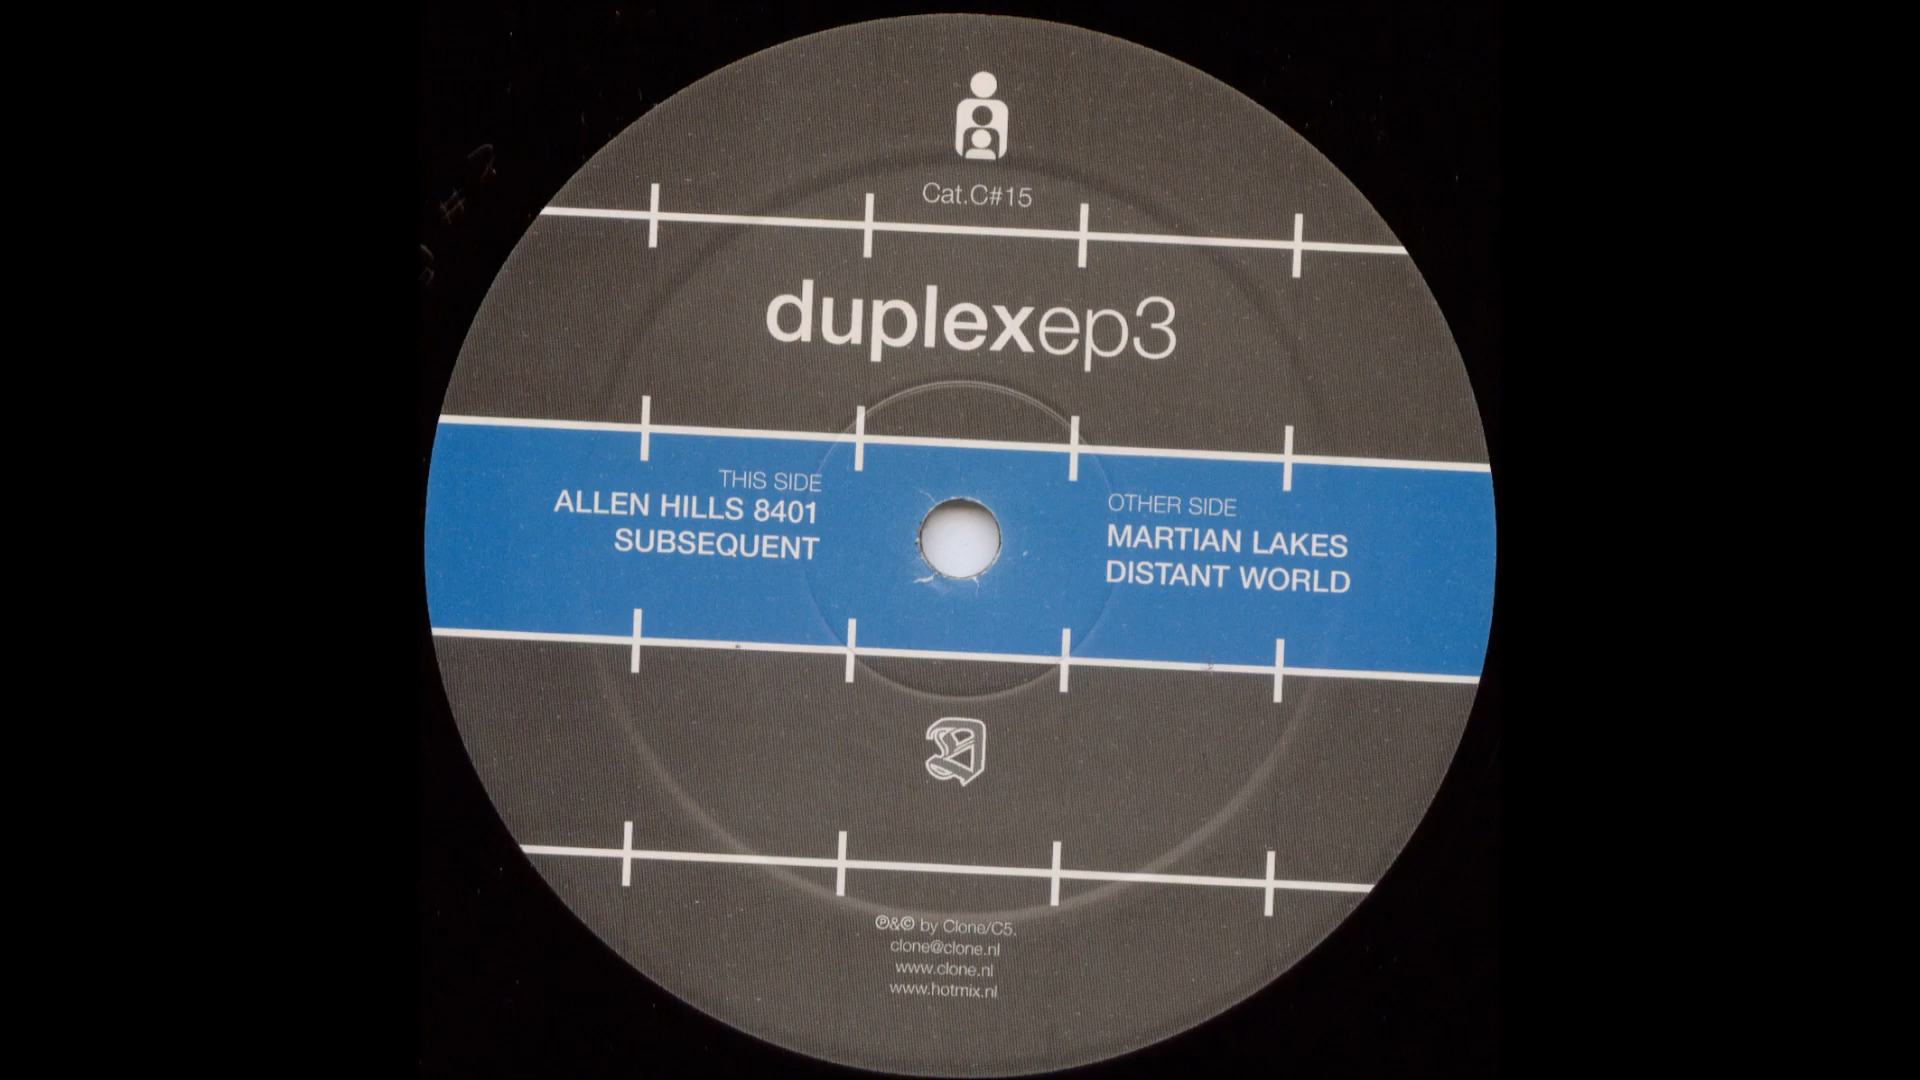 Cat.C#15
duplexep3
THIS SIDE
ALLEN HILLS 8401
SUBSEQUENT
OTHER SIDE
MARTIAN LAKES
DISTANT WORLD
℗&© by Clone/C5.
clone@clone.nl
www.clone.nl
www.hotmix.nl